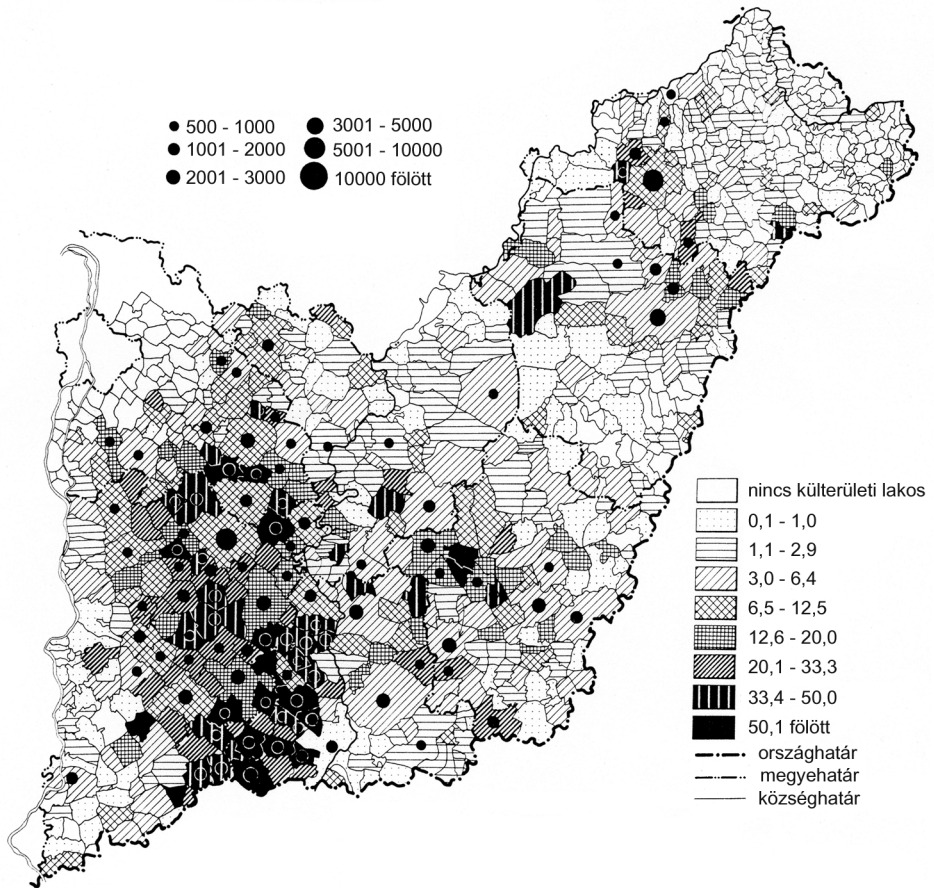 500 - 1000
1001 - 2000
2001 - 3000
3001 - 5000
5001 - 10000
10000 fölött
nincs külterületi lakos
0,1 - 1,0
1,1 - 2,9
3,0 - 6,4
6,5 - 12,5
12,6 - 20,0
20,1 - 33,3
33,4 - 50,0
50,1 fölött
országhatár
megyehatár
községhatár